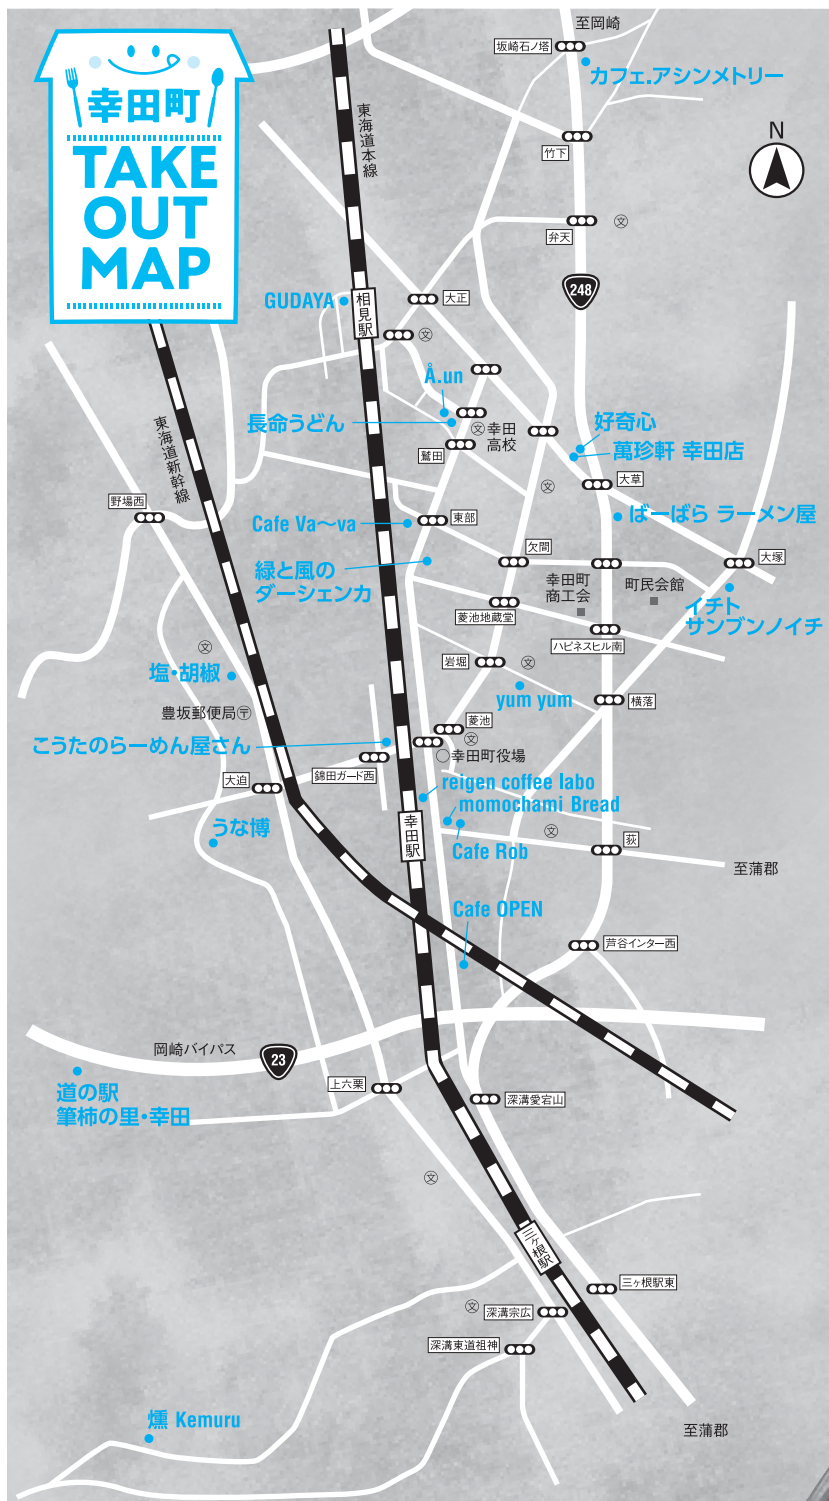 幸田町
TAKE
OUT
MAP
N
至岡崎
坂崎石ノ塔
カフェ.アシンメトリー
東海道本線
竹下
弁天
文
248
GUDAYA
相見駅
大正
文
Å.un
長命うどん
文幸田
高校
鷲田
好奇心
萬珍軒 幸田店
東海道新幹線
野場西
文
大草
Cafe Va〜va
東部
ばーばら ラーメン屋
緑と風の
ダーシェンカ
欠間
大塚
幸田町
商工会
町民会館
イチト
サンブンノイチ
菱池地蔵堂
ハピネスヒル南
文
塩・胡椒
岩堀
文
yum yum
横落
豊坂郵便局〒
こうたのらーめん屋さん
菱池
文
〇幸田町役場
錦田ガード西
大迫
reigen coffee labo
momochami Bread
うな博
幸田駅
Cafe Rob
文
荻
至蒲郡
Cafe OPEN
芦谷インター西
岡崎バイパス
23
道の駅
筆柿の里・幸田
上六栗
深溝愛宕山
文
三ヶ根駅
三ヶ根駅東
文
深溝宗広
深溝東道祖神
燻 Kemuru
至蒲郡